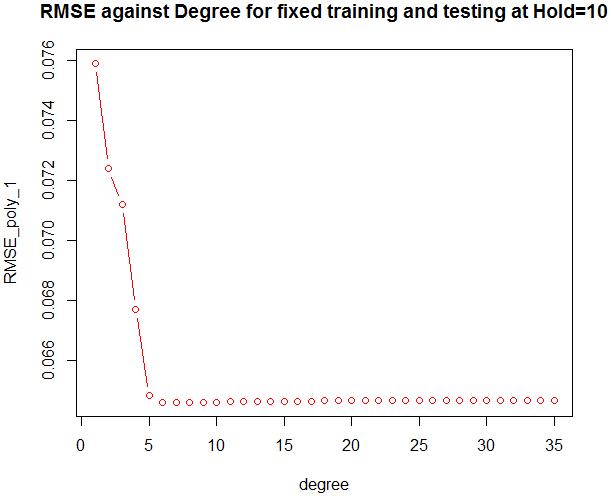 RMSE against Degree for fixed training and testing at Hold=10
0.076
0.074
0.072
0.070
0.068
0.066
RMSE_poly_1
0 5 10 15 20 25 30 35
degree